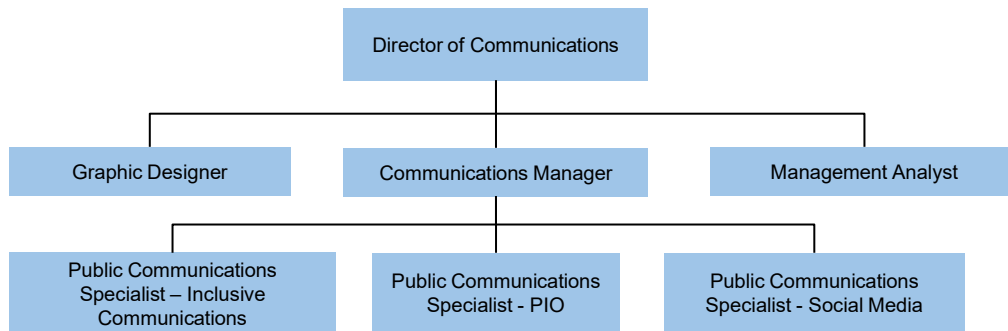 Director of Communications
Graphic Designer
Communications Manager
Management Analyst
Public Communications
Specialist – Inclusive
Communications
Public Communications
Specialist - PIO
Public Communications
Specialist - Social Media